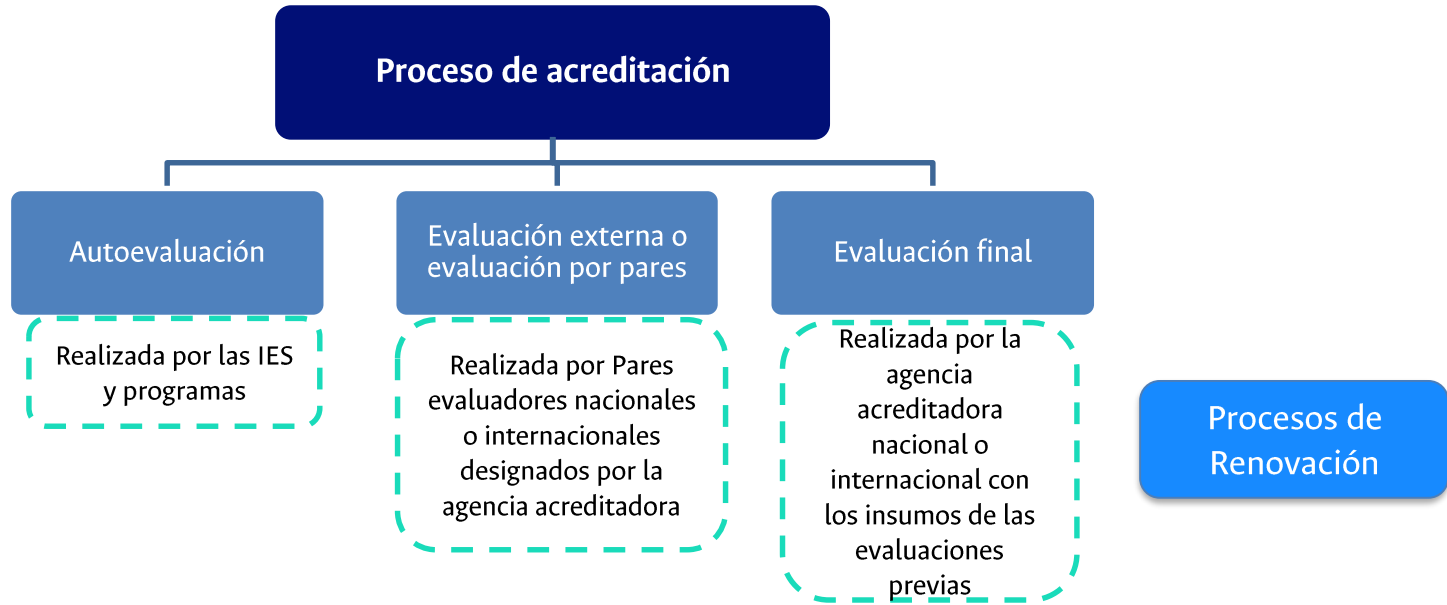 Proceso de acreditación
Autoevaluación
Realizada por las IES
y programas
Evaluación externa o
evaluación por pares
Realizada por Pares
evaluadores nacionales
o internacionales
designados por la
agencia acreditadora
Evaluación final
Realizada por la
agencia
acreditadora
nacional o
internacional con
los insumos de las
evaluaciones
previas
Procesos de
Renovación